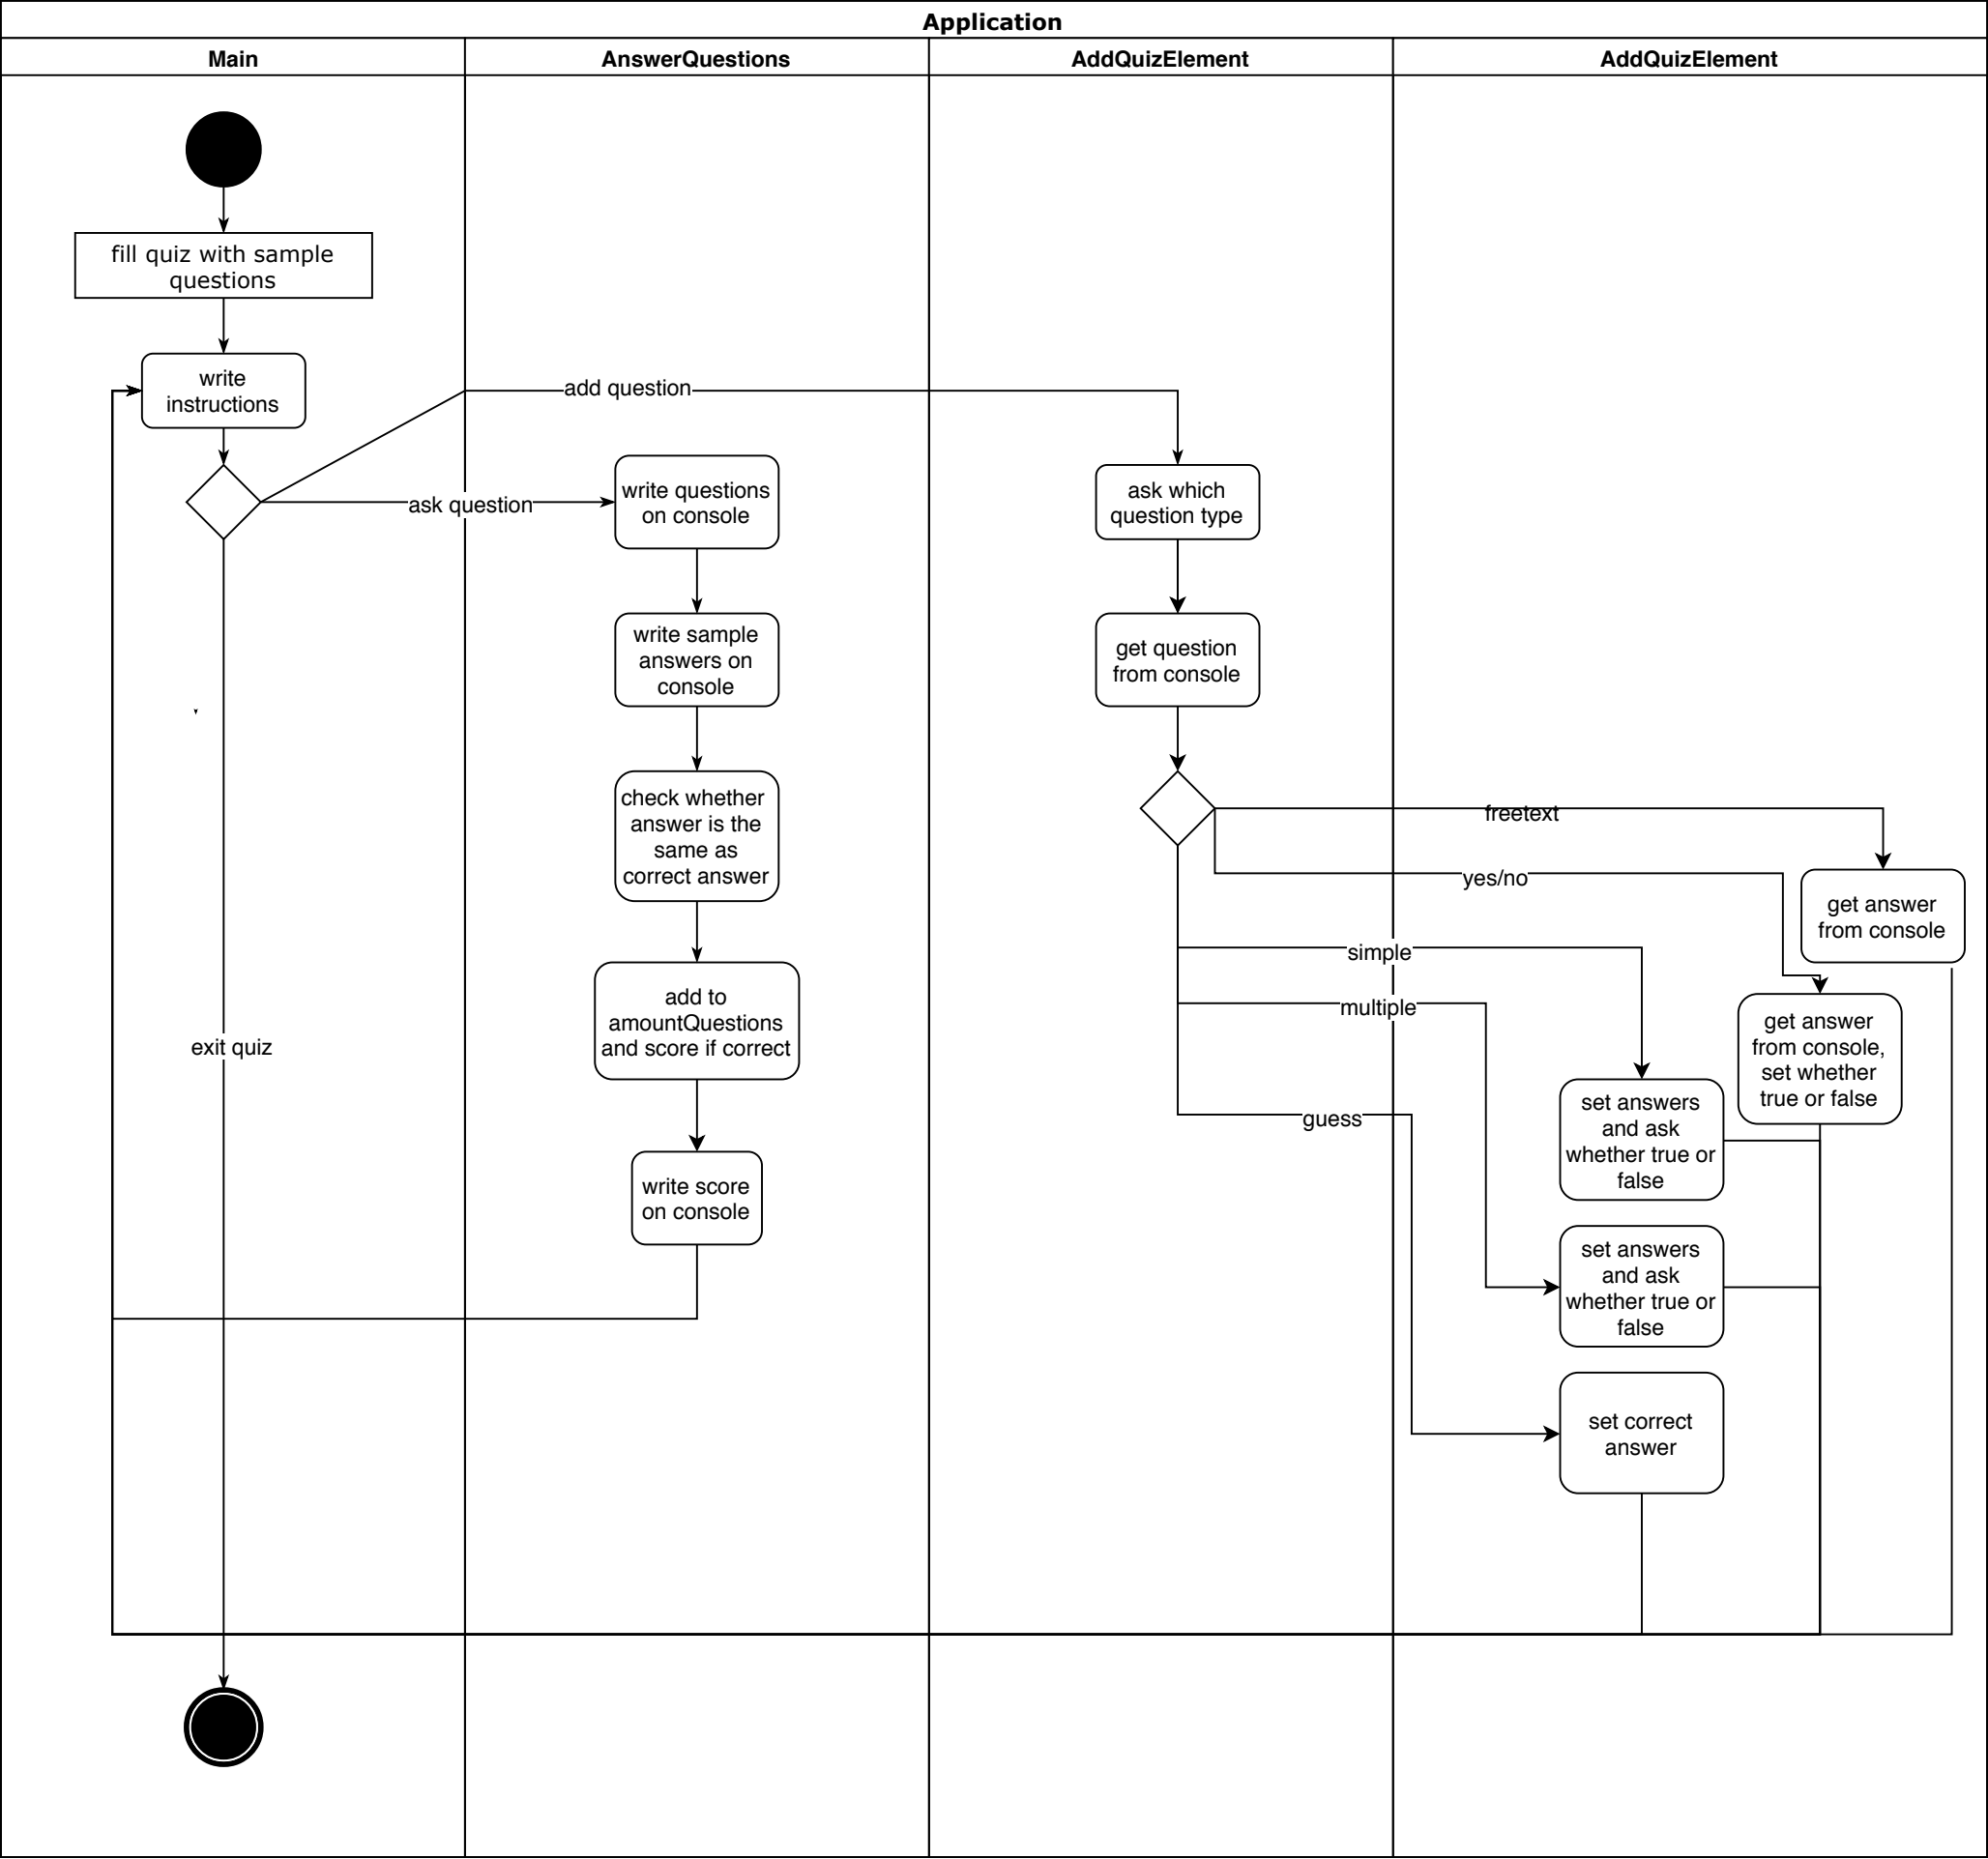 Application
Main
AnswerQuestions
AddQuizElement
AddQuizElement
fill quiz with sample
questions
write
instructions
add question
ask question
exit quiz
write questions
on console
write sample
answers on
console
check whether
answer is the
same as
correct answer
add to
amountQuestions
and score if correct
write score
on console
ask which
question type
get question
from console
freetext
yes/no
simple
multiple
guess
get answer
from console
get answer
from console,
set whether
true or false
set answers
and ask
whether true or
false
set answers
and ask
whether true or
false
set correct
answer